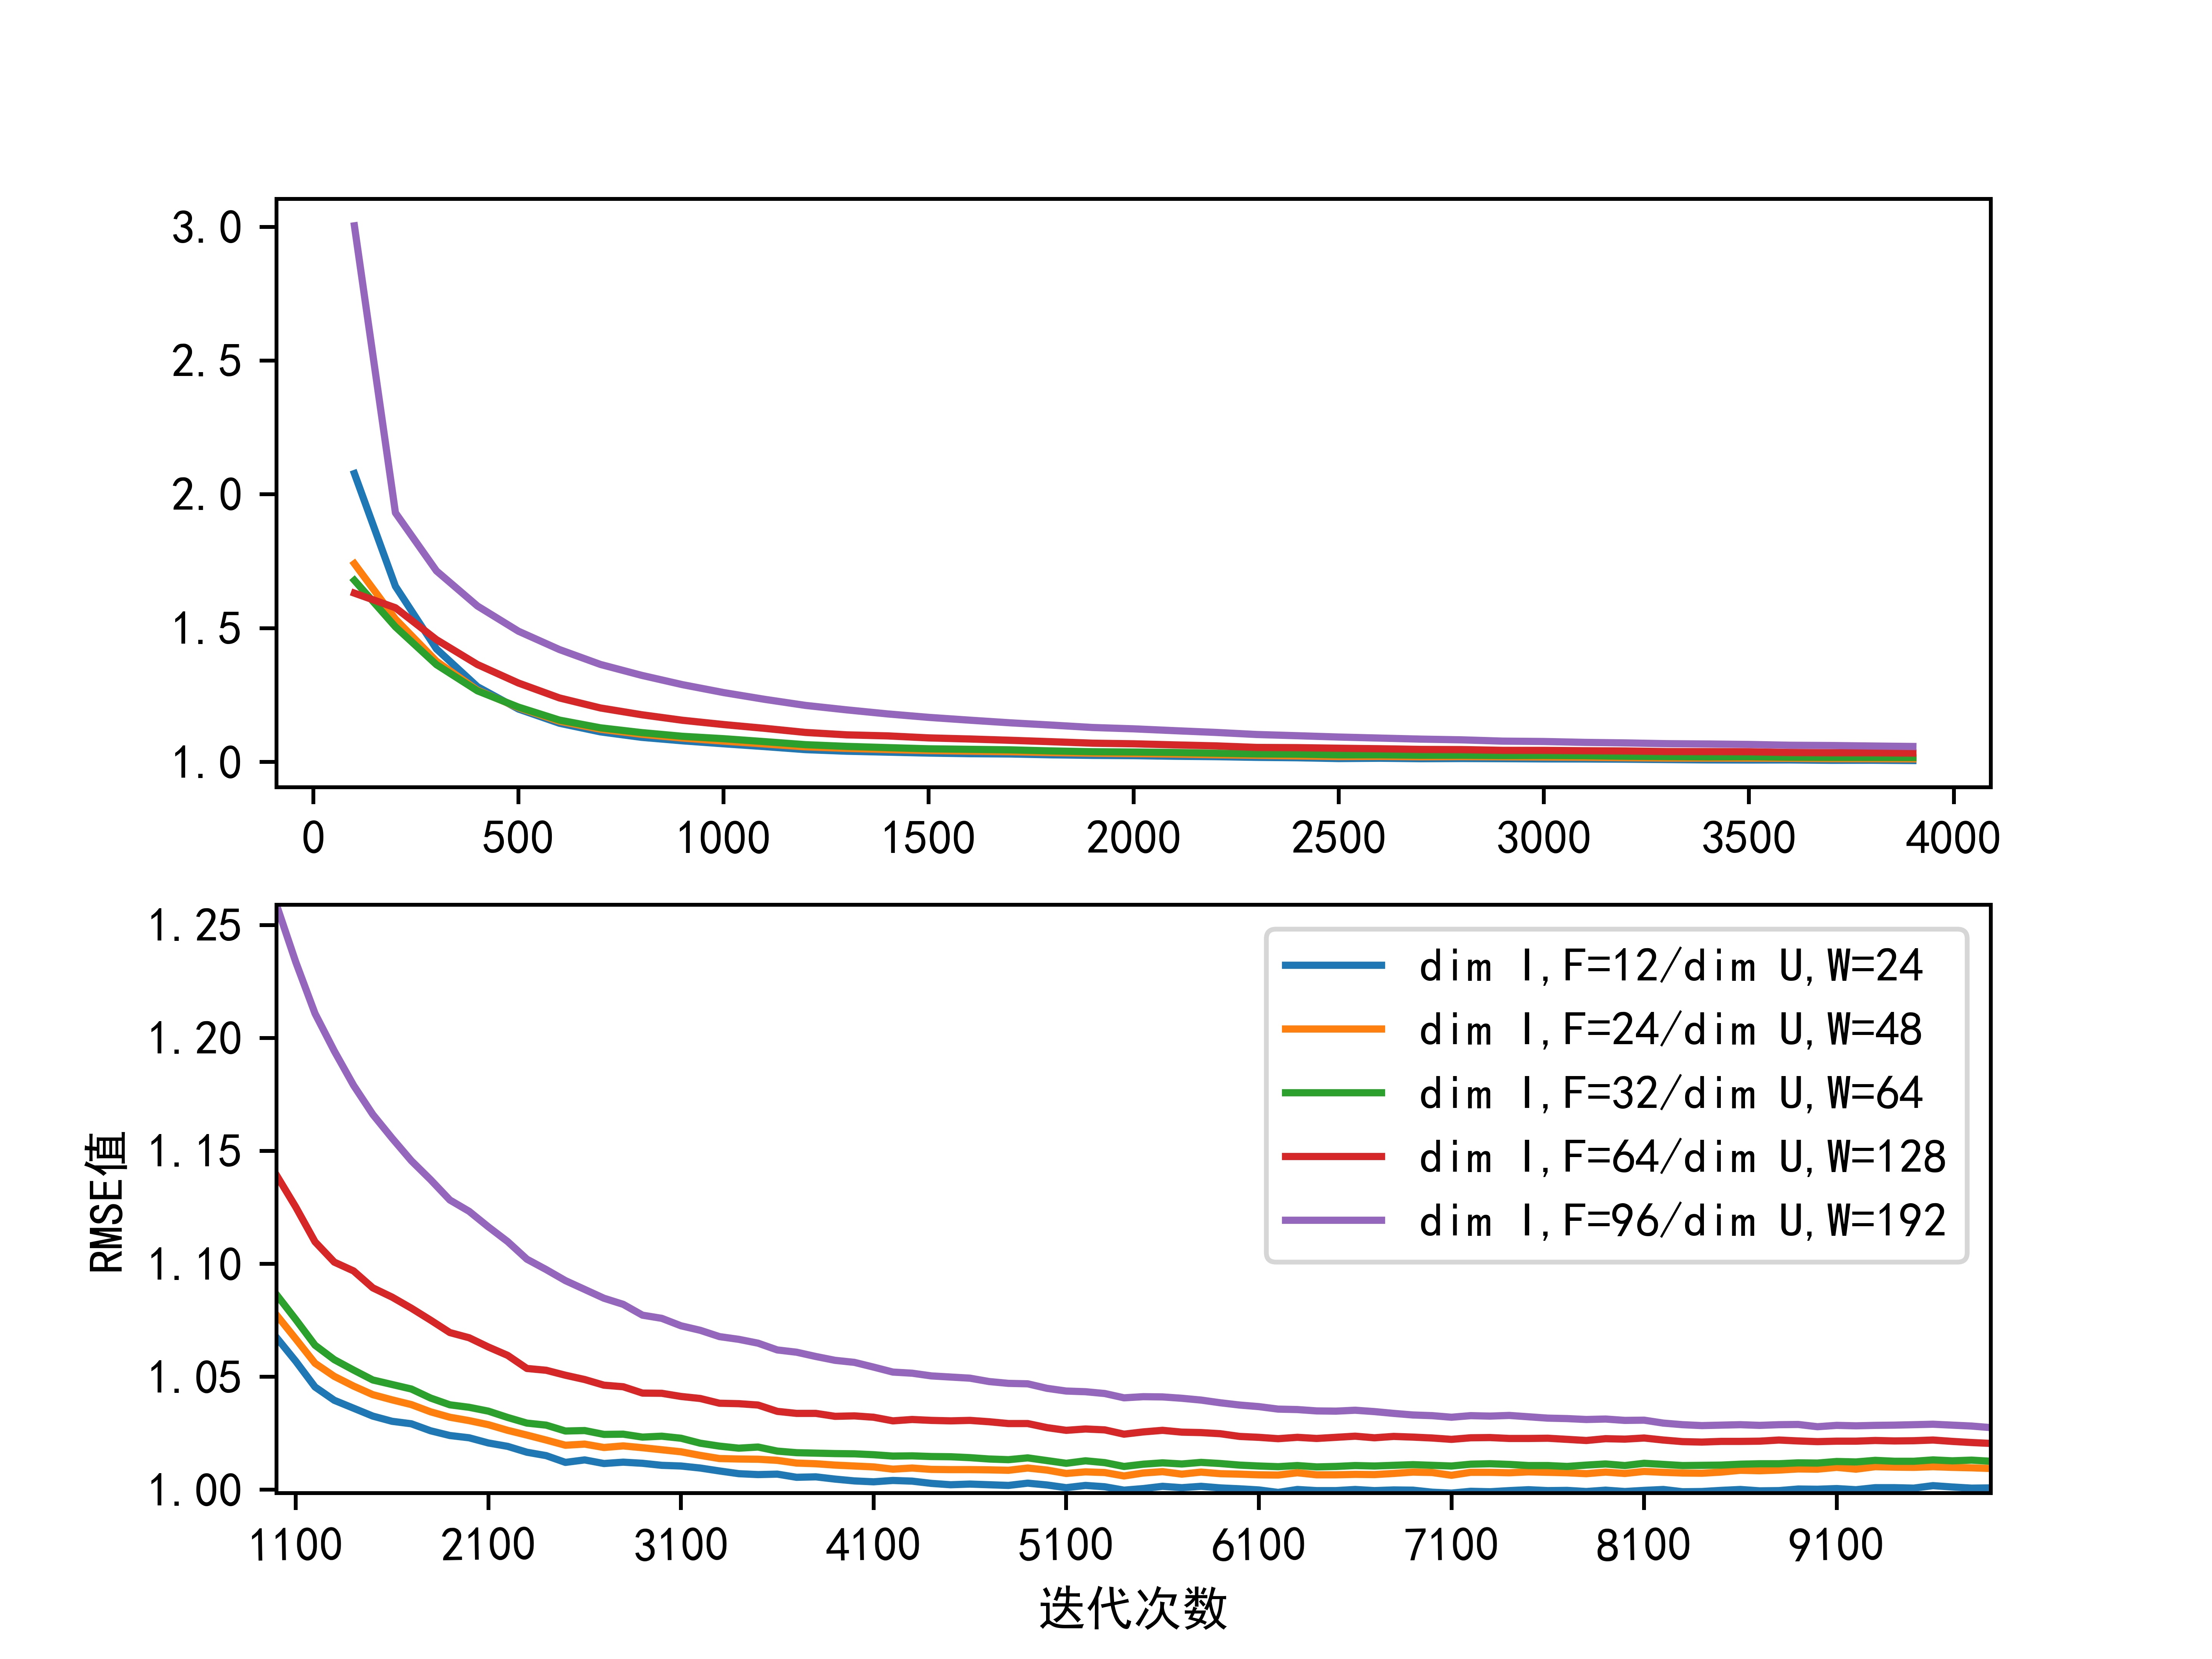 3.0
2.5
2.0
1.5
1.0
0 500 1000 1500 2000 2500 3000 3500 4000
1.25
1.20
1.15
1.10
1.05
1.00
RMSE值
dim I,F=12/dim U,W=24
dim I,F=24/dim U,W=48
dim I,F=32/dim U,W=64
dim I,F=64/dim U,W=128
dim I,F=96/dim U,W=192
1100 2100 3100 4100 5100 6100 7100 8100 9100
迭代次数